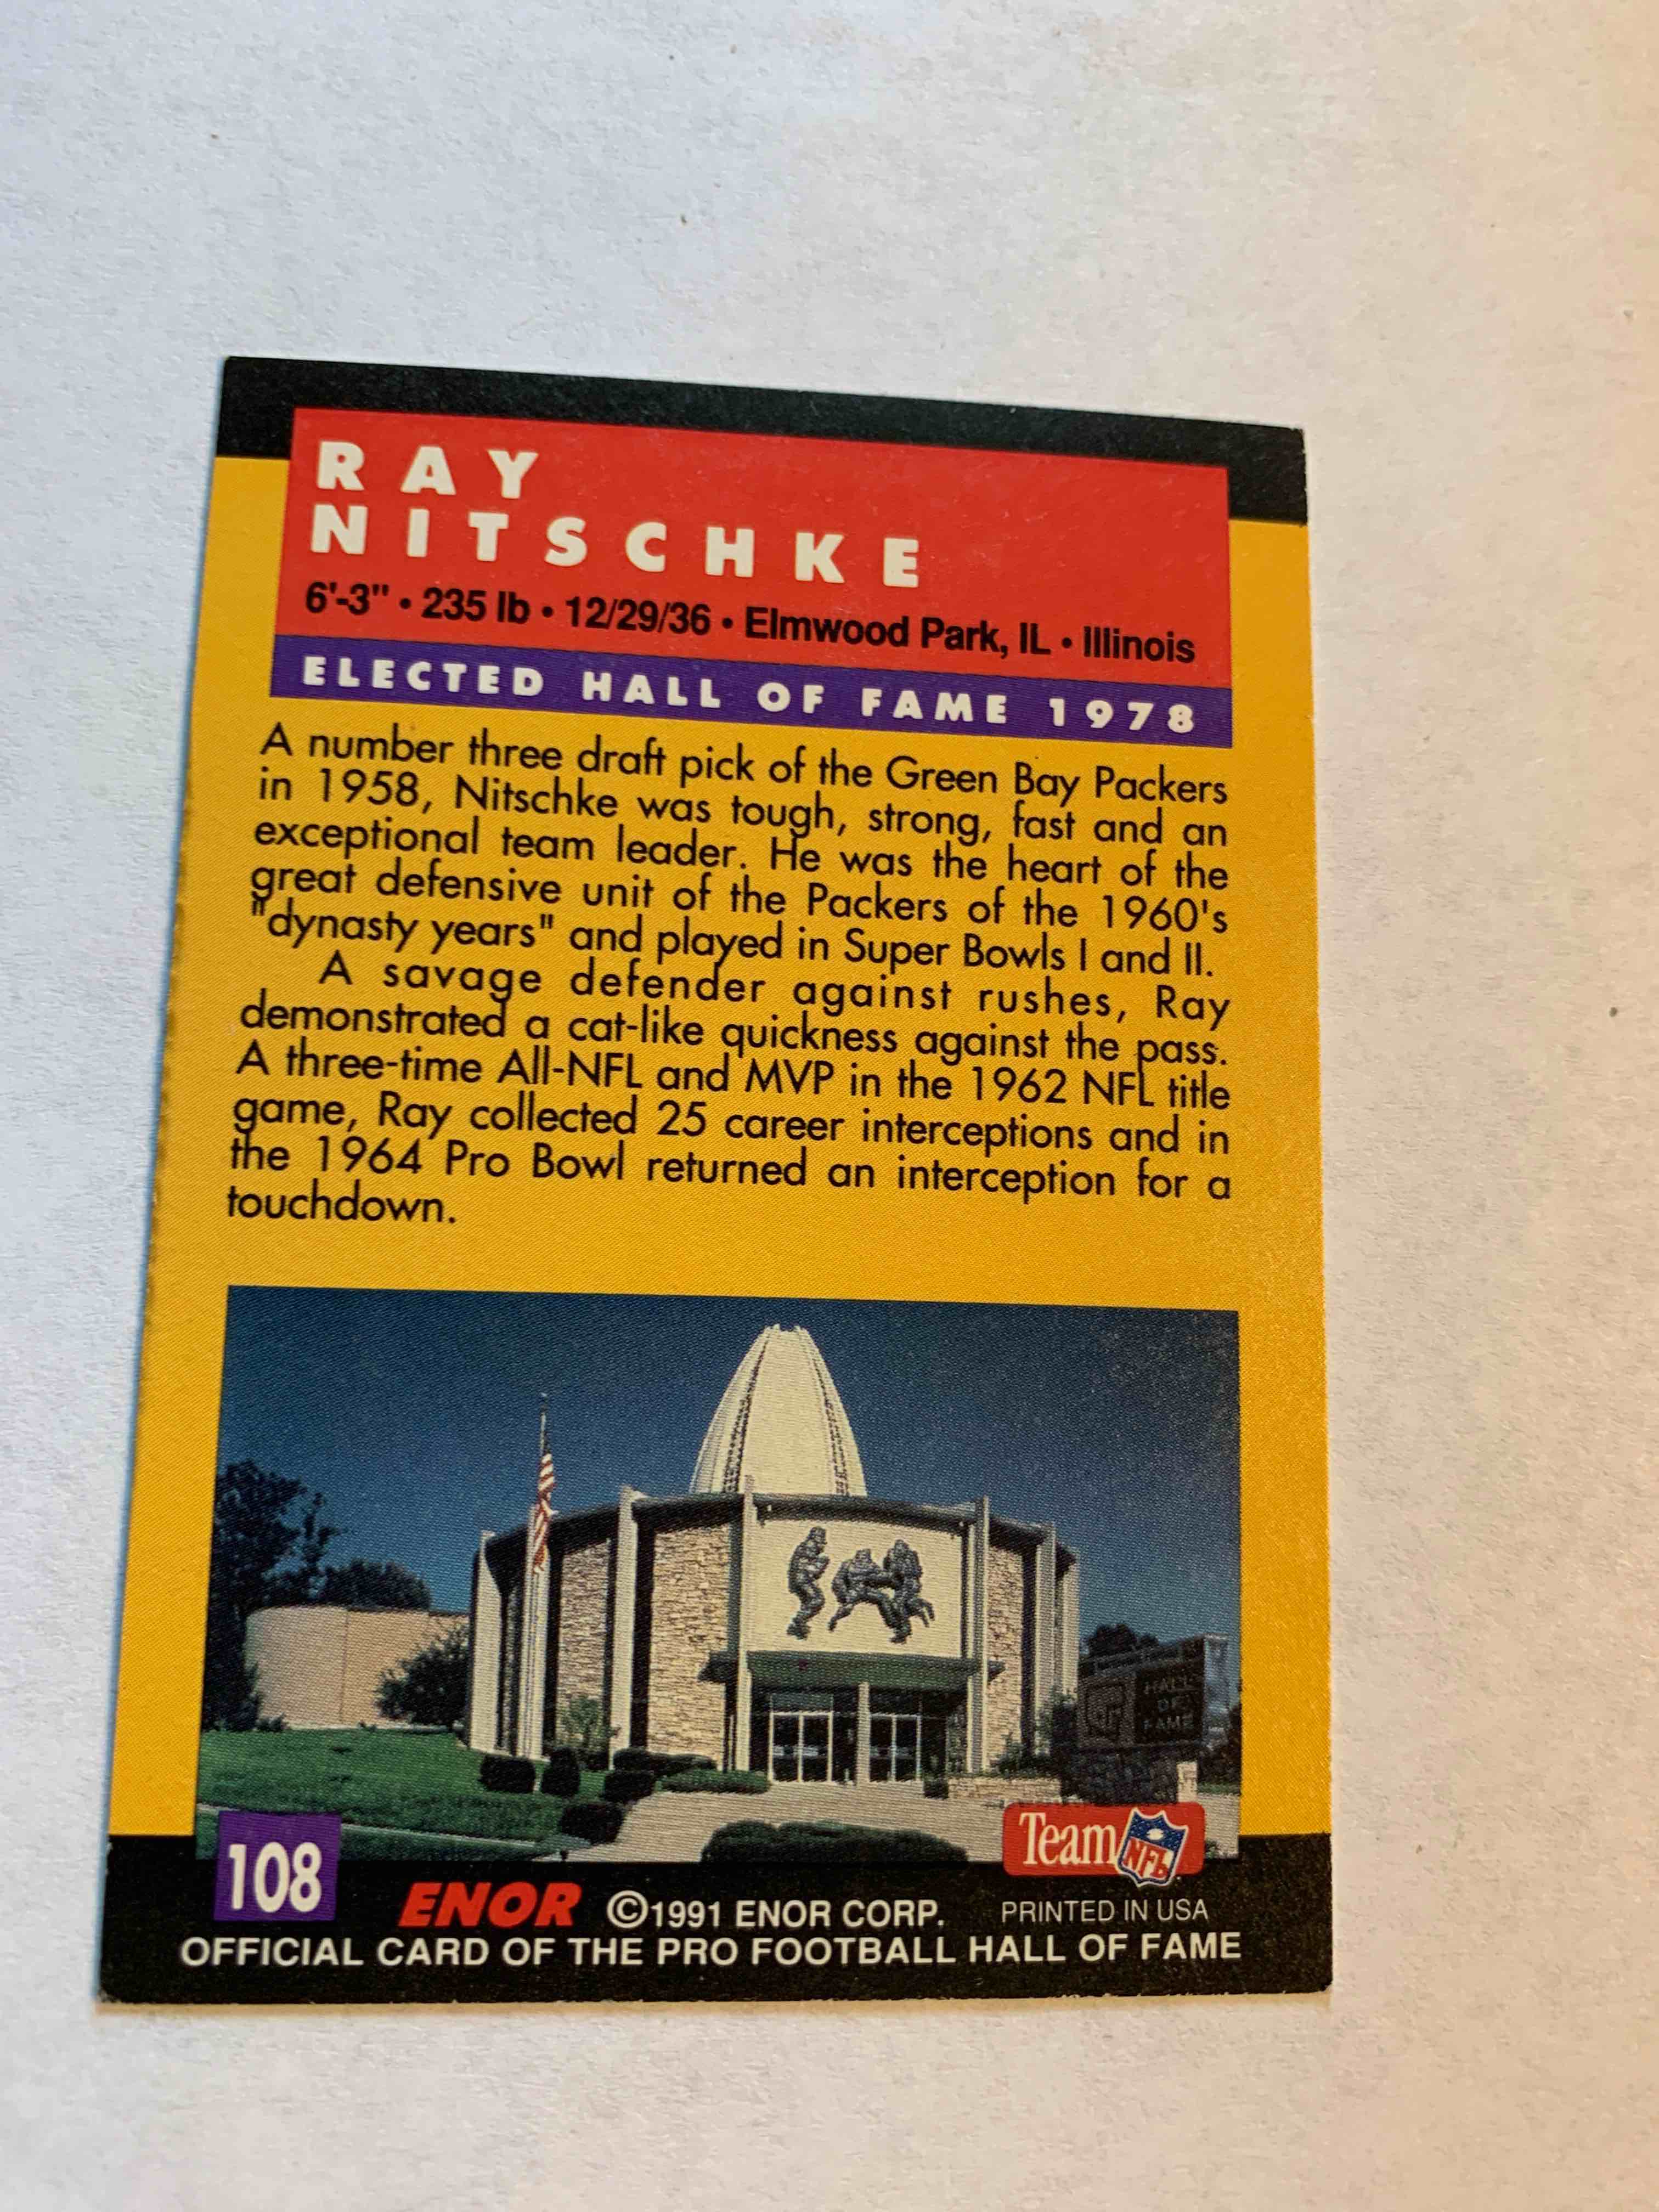 RAY
NITSCHKE
6'-3" • 235 lb • 12/29/36 • Elmwood Park, IL • Illinois
ELECTED HALL OF FAME 1978
A number three draft pick of the Green Bay Packers
in 1958, Nitschke was tough, strong, fast and an
exceptional team leader. He was the heart of the
great defensive unit of the Packers of the 1960's
"dynasty years" and played in Super Bowls I and II.
A savage defender against rushes, Ray
demonstrated a cat-like quickness against the pass.
A three-time All-NFL and MVP in the 1962 NFL title
game, Ray collected 25 career interceptions and in
the 1964 Pro Bowl returned an interception for a
touchdown.
HALL
OF
FAME
Team NFL
108
ENOR ©1991 ENOR CORP. PRINTED IN USA
OFFICIAL CARD OF THE PRO FOOTBALL HALL OF FAME